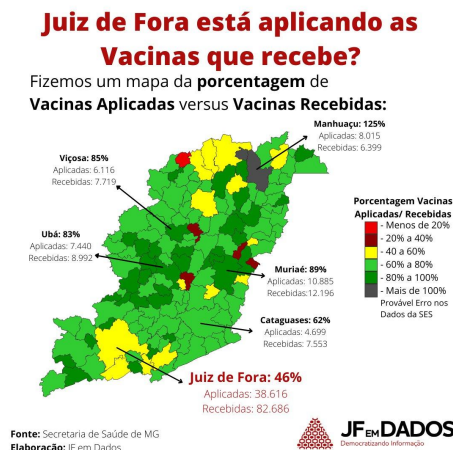 Juiz de Fora está aplicando as
Vacinas que recebe?
Fizemos um mapa da porcentagem de
Vacinas Aplicadas versus Vacinas Recebidas:
Manhuaçu: 125%
Aplicadas: 8.015
Recebidas: 6.399
Viçosa: 85%
Aplicadas: 6.116
Recebidas: 7.719
Porcentagem Vacinas
Aplicadas/ Recebidas
- Menos de 20%
- 20% a 40%
- 40 a 60%
- 60% a 80%
- 80% a 100%
- Mais de 100%
Provável Erro nos
Dados da SES
Ubá: 83%
Aplicadas: 7.440
Recebidas: 8.992
Muriaé: 89%
Aplicadas: 10.885
Recebidas:12.196
Cataguases: 62%
Aplicadas: 4.699
Recebidas: 7.553
Juiz de Fora: 46%
Aplicadas: 38.616
Recebidas: 82.686
Fonte: Secretaria de Saúde de MG
Elaboração: JF em Dados
JF EM DADOS
Democratizando Informação